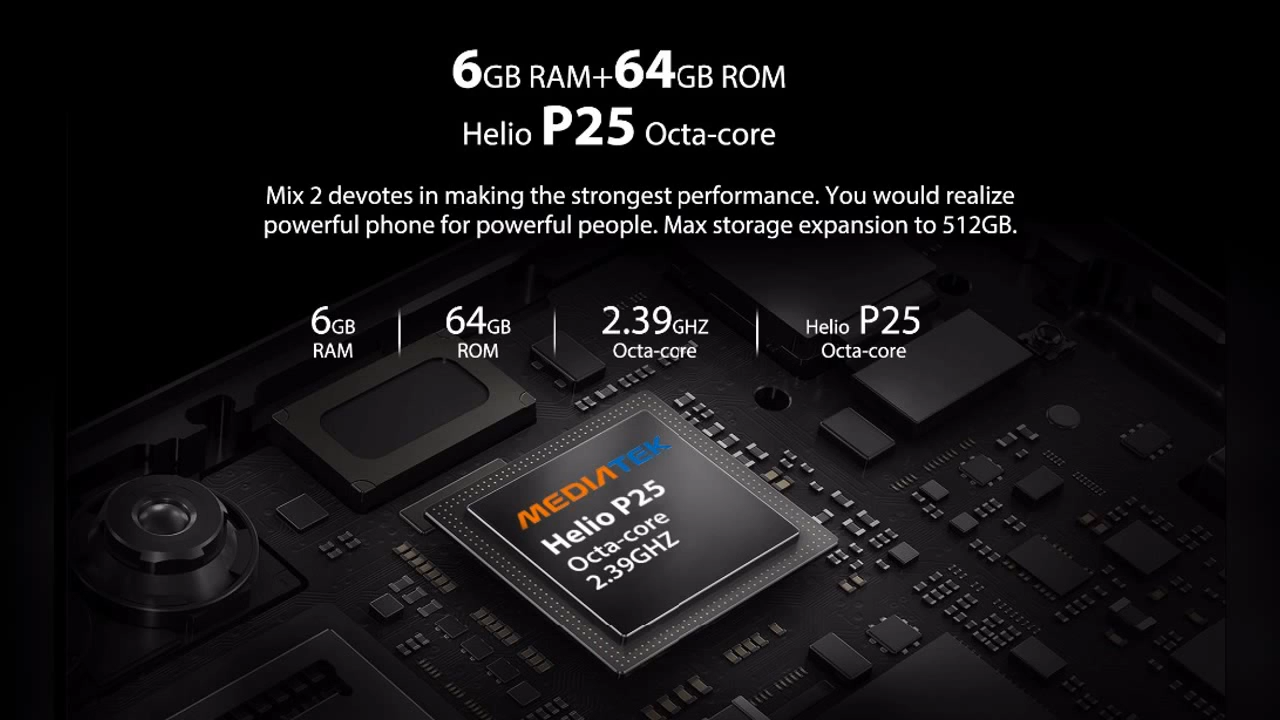 6GB RAM+64GB ROM
Helio P25 Octa-core
Mix 2 devotes in making the strongest performance. You would realize
powerful phone for powerful people. Max storage expansion to 512GB.
6GB
RAM
64GB
ROM
2.39GHZ
Octa-core
Helio P25
Octa-core
MEDIATEK
Helio P25
Octa-core
2.39GHZ